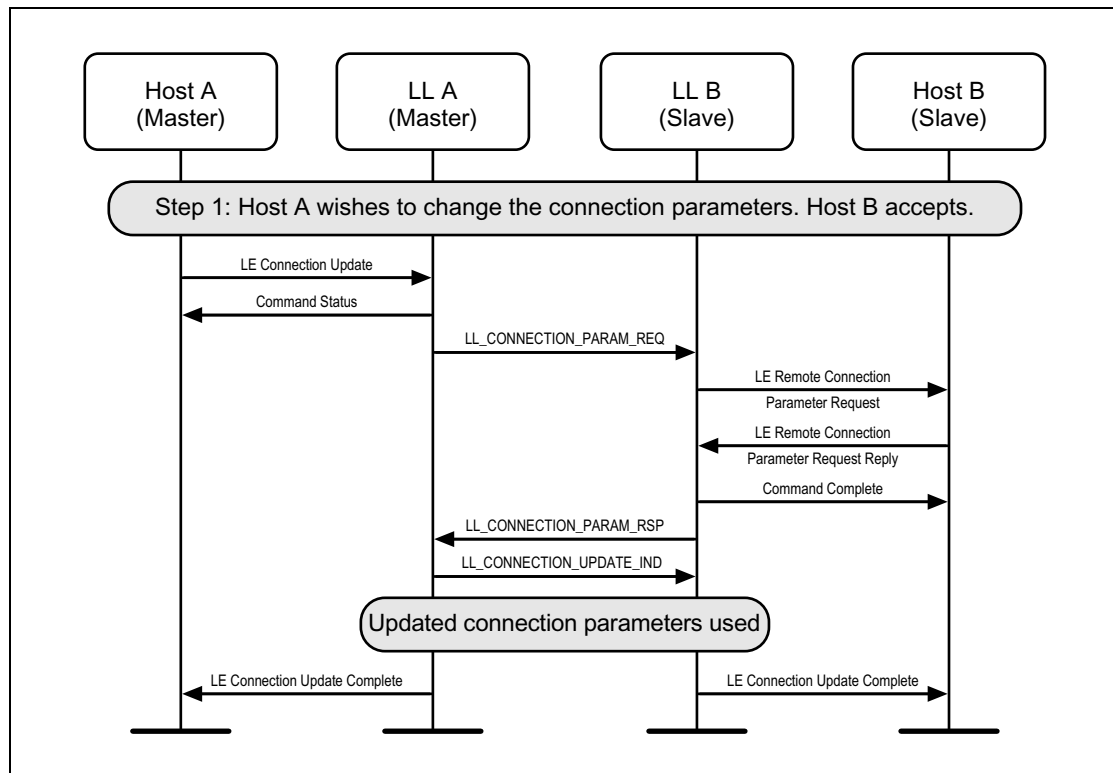 Host A
(Master)
LL A
(Master)
LL B
(Slave)
Host B
(Slave)
Step 1: Host A wishes to change the connection parameters. Host B accepts.
LE Connection Update
Command Status
LL_CONNECTION_PARAM_REQ
LE Remote Connection
Parameter Request
LE Remote Connection
Parameter Request Reply
Command Complete
LL_CONNECTION_PARAM_RSP
LL_CONNECTION_UPDATE_IND
Updated connection parameters used
LE Connection Update Complete
LE Connection Update Complete